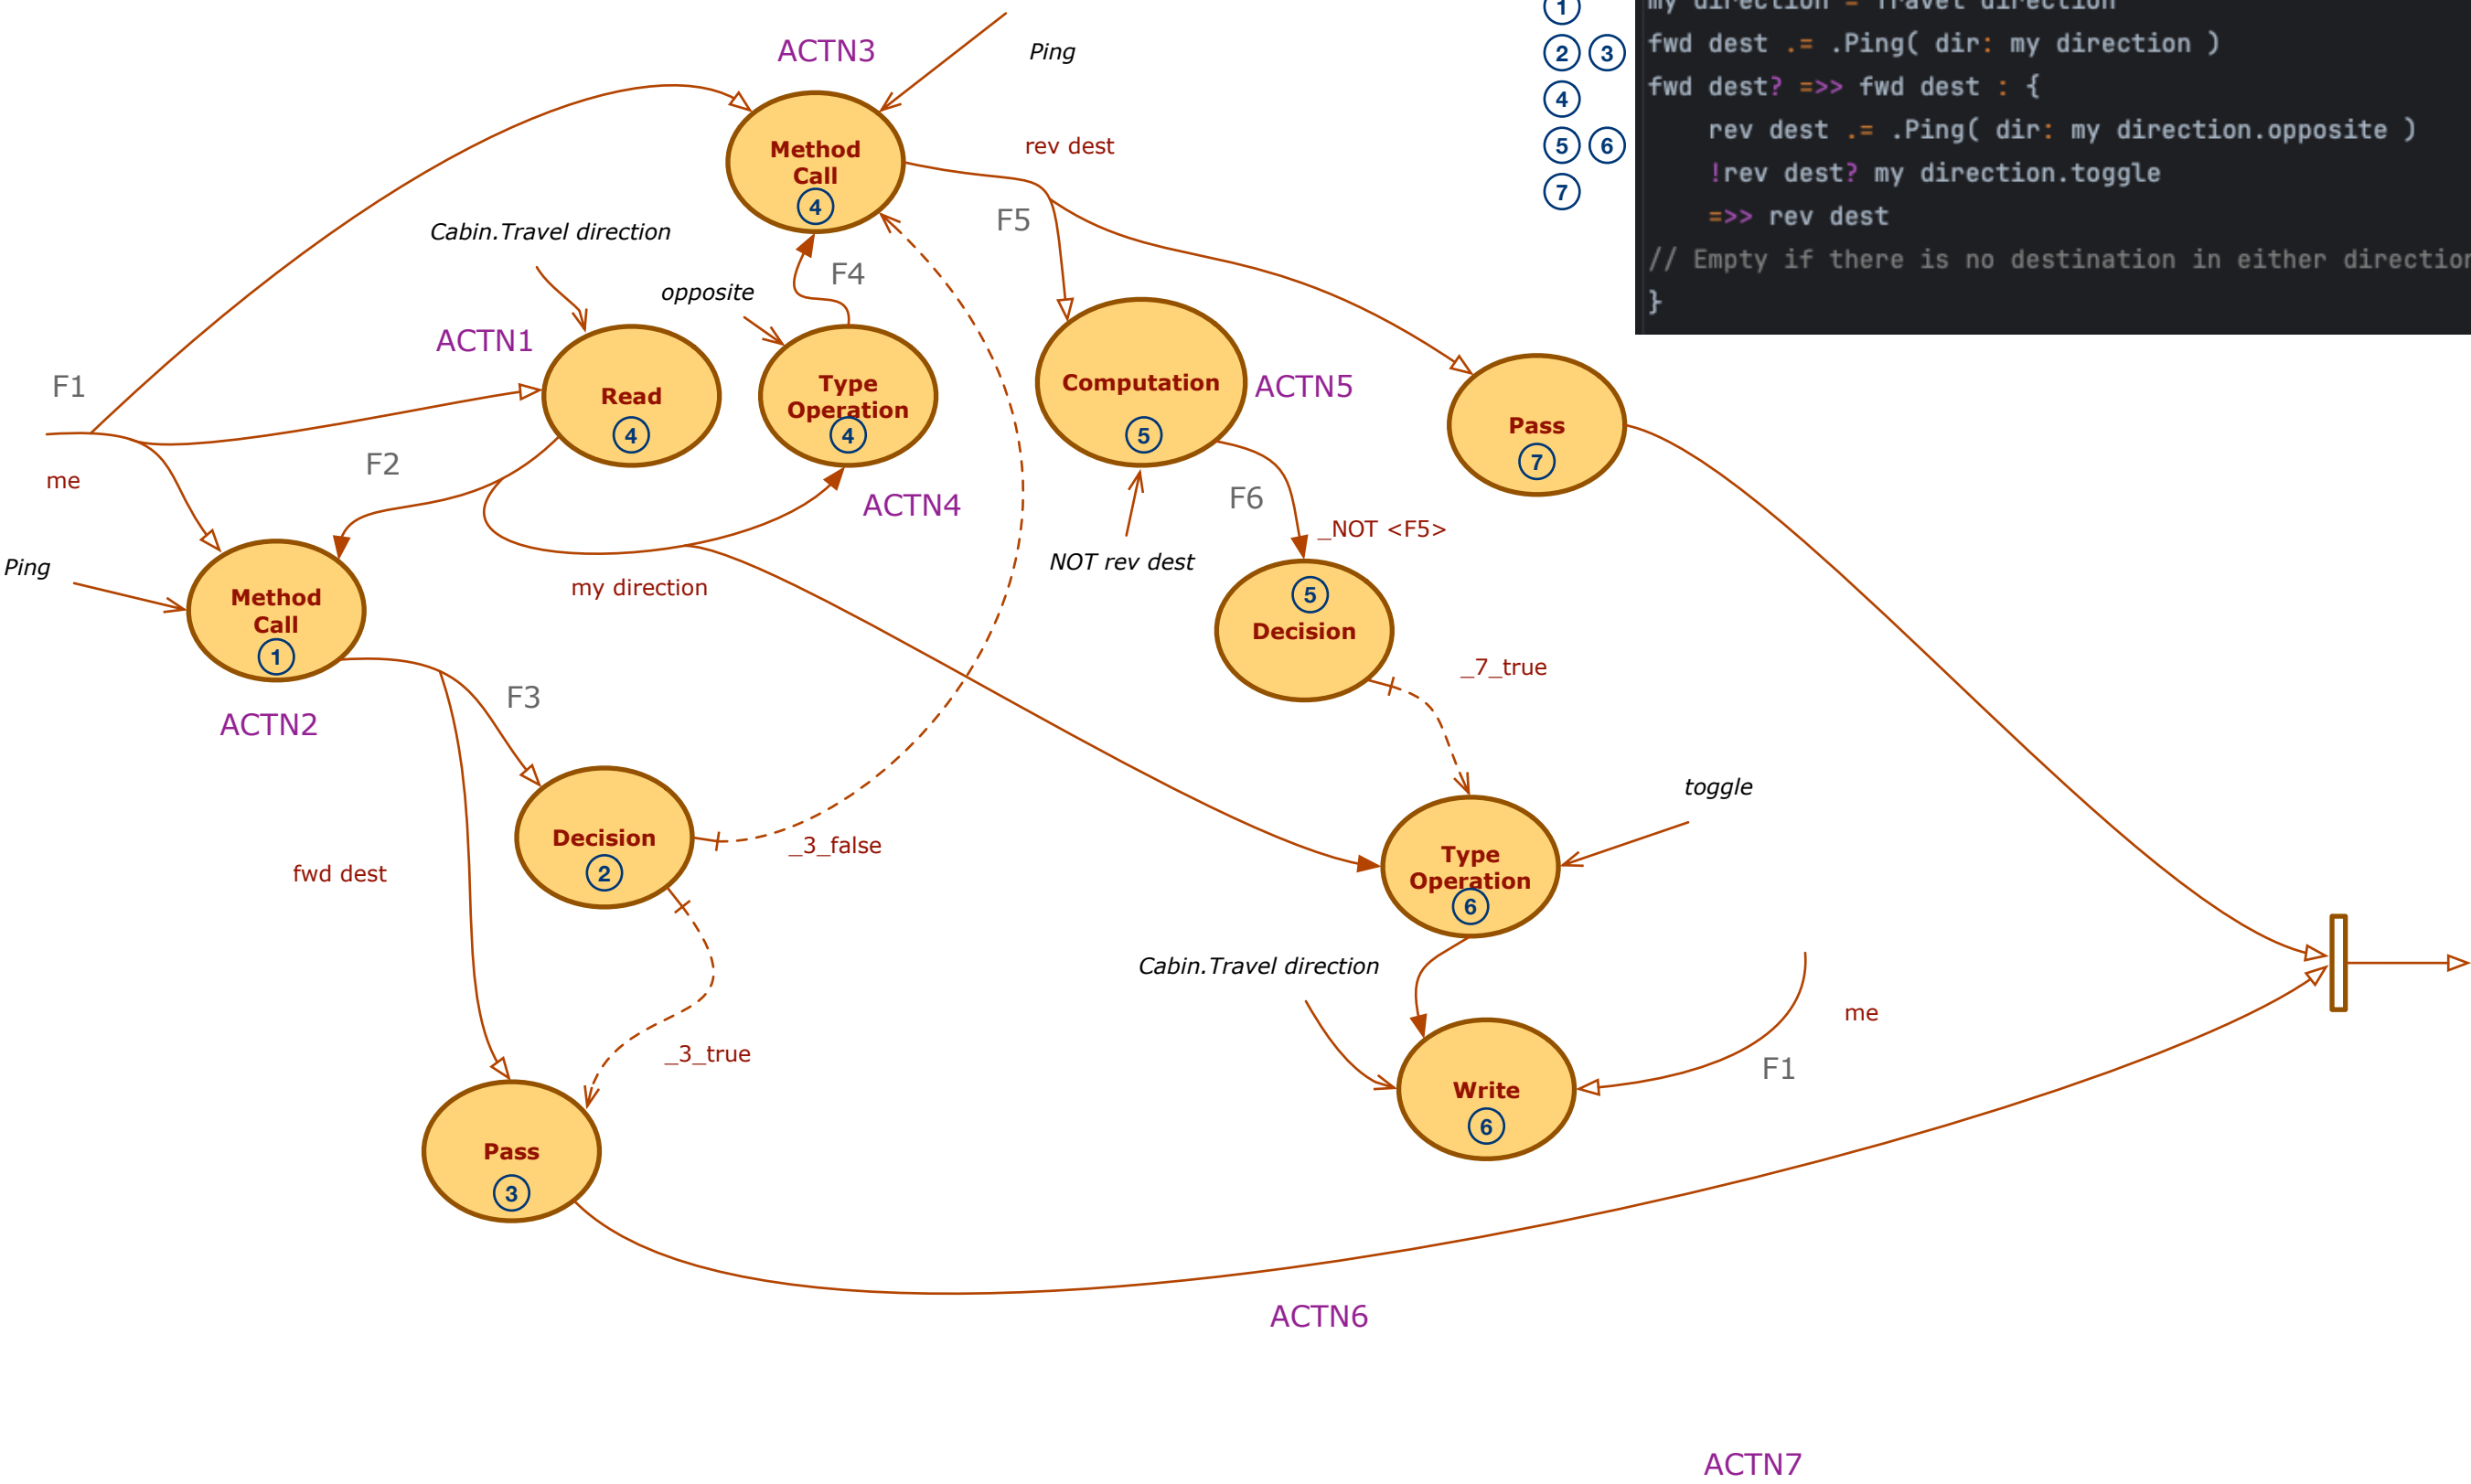 ACTN3
Ping
1
my direction = Travel direction
2 3
fwd dest .= .Ping( dir: my direction )
4
fwd dest? =>> fwd dest : {
5 6
rev dest .= .Ping( dir: my direction.opposite )
7
!rev dest? my direction.toggle
=>> rev dest
// Empty if there is no destination in either direction
}
Method
Call
4
rev dest
F5
Cabin.Travel direction
F4
opposite
ACTN1
F1
Read
4
Type
Operation
4
Computation
5
ACTN5
Pass
7
me
F2
ACTN4
F6
_NOT <F5>
NOT rev dest
Ping
my direction
Method
Call
1
5
Decision
_7_true
ACTN2
F3
toggle
Decision
2
_3_false
fwd dest
Type
Operation
6
Cabin.Travel direction
me
_3_true
F1
Write
6
Pass
3
ACTN6
ACTN7